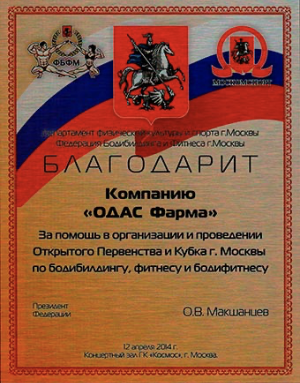 ФБФМ
МОСКОМСПОРТ
Департамент физической культуры и спорта г.Москвы
Федерация Бодибилдинга и Фитнеса г.Москвы
БЛАГОДАРИТ
Компанию
«ОДАС Фарма»
За помощь в организации и проведении
Открытого Первенства и Кубка г. Москвы
по бодибилдингу, фитнесу и бодифитнесу
Президент
Федерации
О.В. Макшанцев
12 апреля 2014 г.
Концертный зал ГК «Космос», г. Москва.